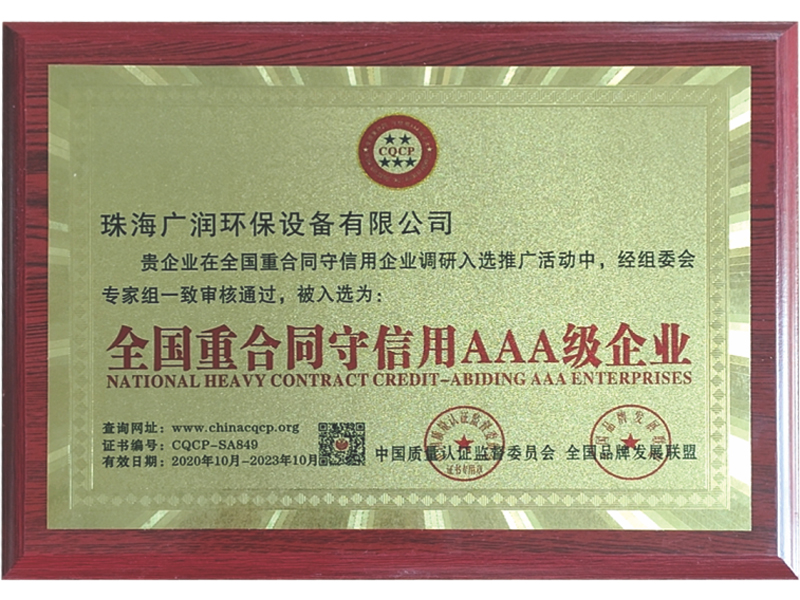 CQCP
珠海广润环保设备有限公司
贵企业在全国重合同守信用企业调研入选推广活动中，经组委会
专家组一致审核通过，被入选为：
全国重合同守信用AAA级企业
NATIONAL HEAVY CONTRACT CREDIT-ABIDING AAA ENTERPRISES
查询网址：www.chinacqcp.org
证书编号：CQCP-SA849
有效日期：2020年10月-2023年10月
中国质量认证监督委员会 全国品牌发展联盟
证书专用章